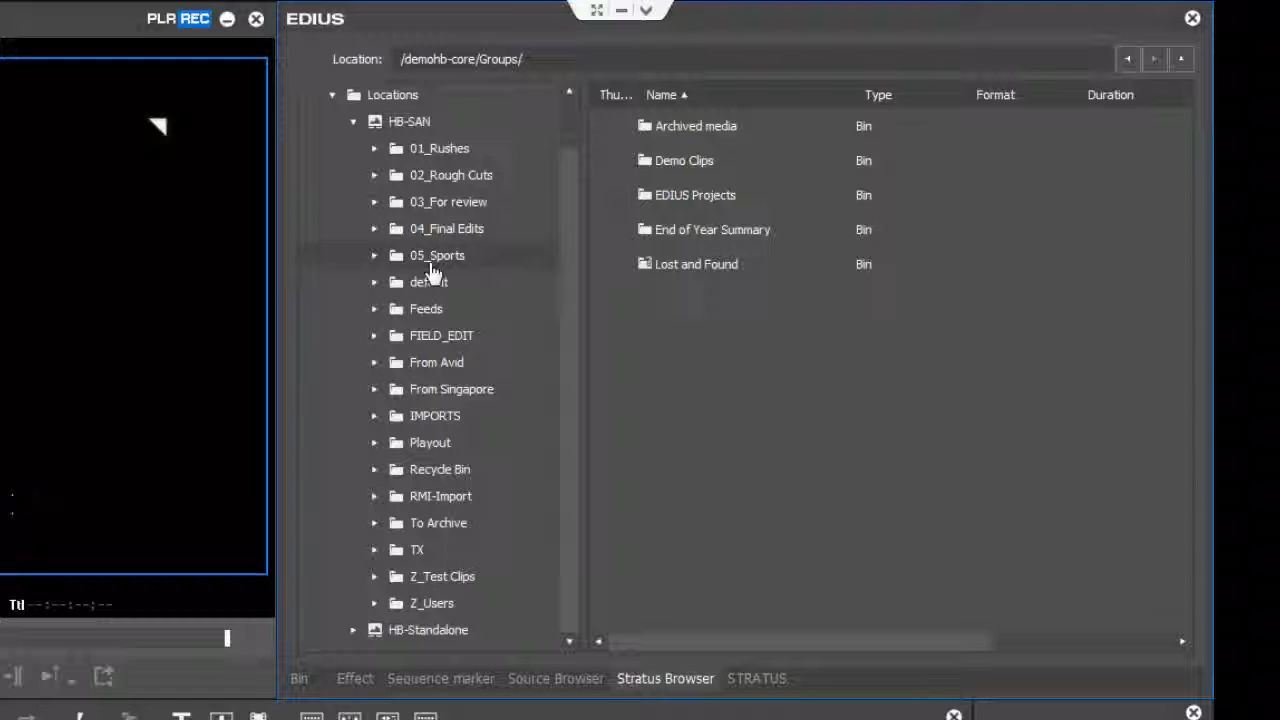 PLR REC
EDIUS
Location: /demohb-core/Groups/
Locations
HB-SAN
01_Rushes
02_Rough Cuts
03_For review
04_Final Edits
05_Sports
Feeds
FIELD_EDIT
From Avid
From Singapore
IMPORTS
Playout
Recycle Bin
RMI-Import
To Archive
TX
Z_Test Clips
Z_Users
HB-Standalone
Thu... Name Type Format Duration
Archived media Bin
Demo Clips Bin
EDIUS Projects Bin
End of Year Summary Bin
Lost and Found Bin
Ttl --:--:--;--
Bin Effect Sequence marker Source Browser Stratus Browser STRATUS